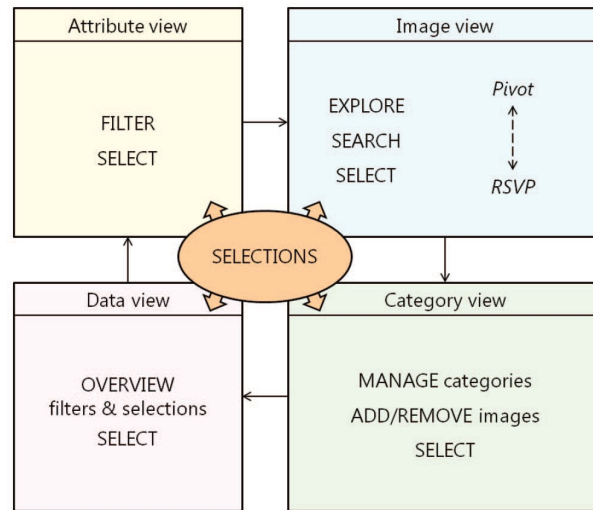 Attribute view
FILTER
SELECT
Image view
EXPLORE
SEARCH
SELECT
Pivot
RSVP
SELECTIONS
Data view
OVERVIEW
filters & selections
SELECT
Category view
MANAGE categories
ADD/REMOVE images
SELECT